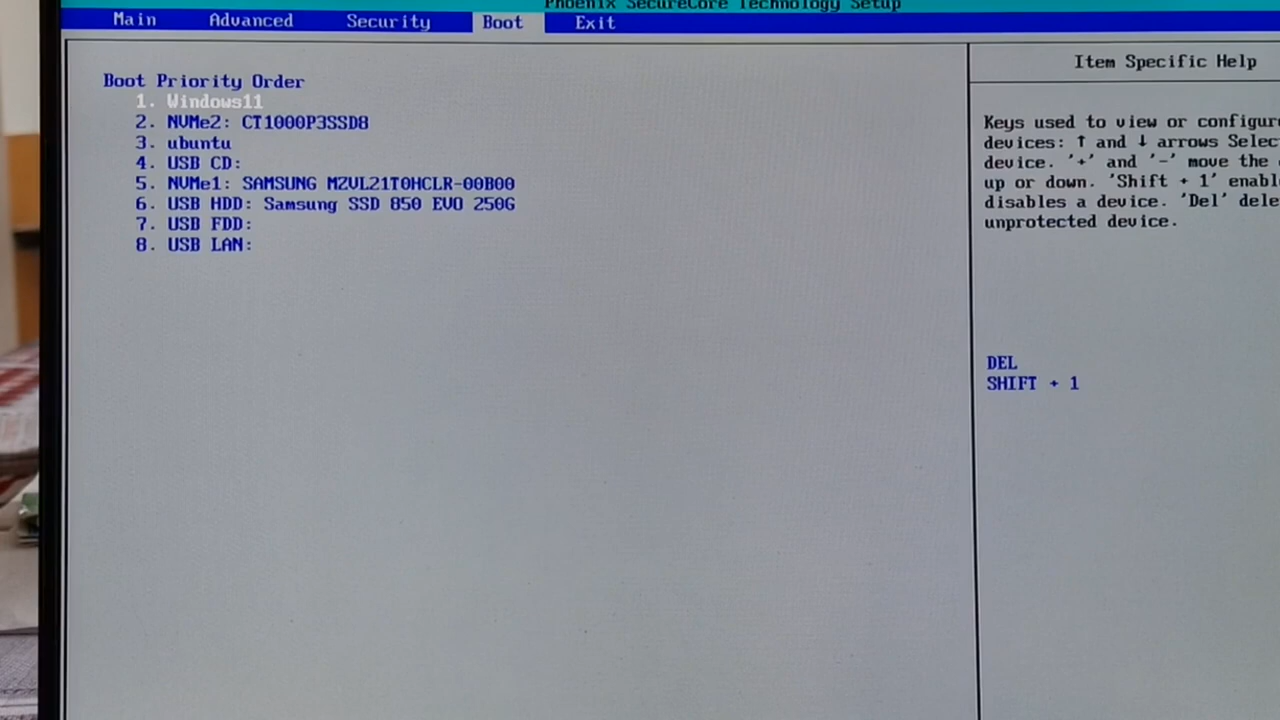 Phoenix SecureCore Technology Setup
Main Advanced Security Boot Exit
Boot Priority Order
1. Windows11
2. NVMe2: CT1000P3SSD8
3. ubuntu
4. USB CD:
5. NVMe1: SAMSUNG MZVL21T0HCLR-00B00
6. USB HDD: Samsung SSD 850 EVO 250G
7. USB FDD:
8. USB LAN:
Item Specific Help
Keys used to view or configure
devices: ↑ and ↓ arrows Selec
device. '+' and '-' move the
up or down. 'Shift + 1' enabl
disables a device. 'Del' dele
unprotected device.
DEL
SHIFT + 1